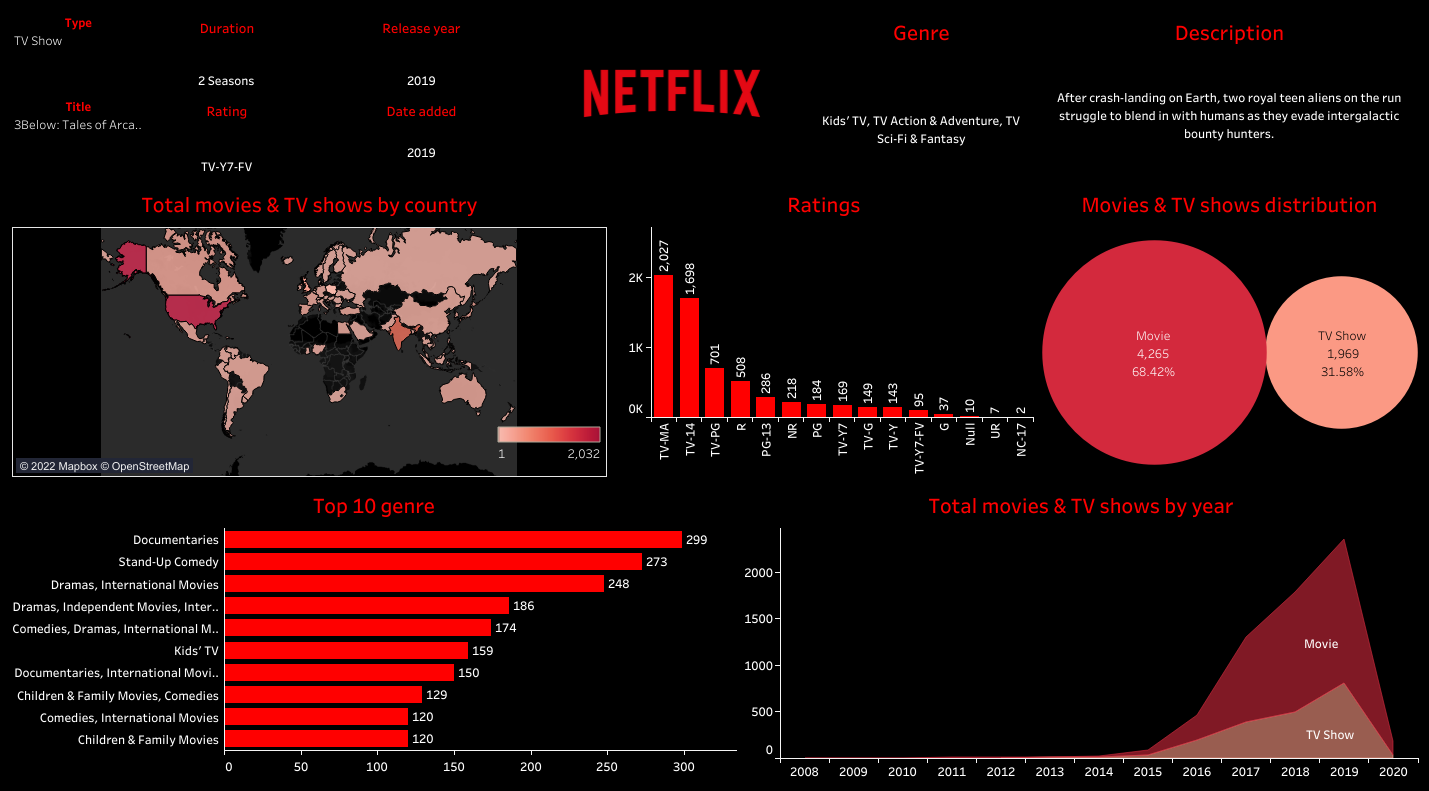 Type
TV Show
Duration
2 Seasons
Release year
2019
Title
3Below: Tales of Arca..
Rating
TV-Y7-FV
Date added
2019
NETFLIX
Genre
Kids’ TV, TV Action & Adventure, TV
Sci-Fi & Fantasy
Description
After crash-landing on Earth, two royal teen aliens on the run
struggle to blend in with humans as they evade intergalactic
bounty hunters.
Total movies & TV shows by country
1
2,032
© 2022 Mapbox © OpenStreetMap
Ratings
2K
1K
0K
2,027
1,698
701
508
286
218
184
169
149
143
95
37
10
7
2
TV-MA
TV-14
TV-PG
R
PG-13
NR
PG
TV-Y7
TV-G
TV-Y
TV-Y7-FV
G
Null
UR
NC-17
Movies & TV shows distribution
Movie
4,265
68.42%
TV Show
1,969
31.58%
Top 10 genre
Documentaries 299
Stand-Up Comedy 273
Dramas, International Movies 248
Dramas, Independent Movies, Inter.. 186
Comedies, Dramas, International M.. 174
Kids’ TV 159
Documentaries, International Movi.. 150
Children & Family Movies, Comedies 129
Comedies, International Movies 120
Children & Family Movies 120
0 50 100 150 200 250 300
Total movies & TV shows by year
2000
1500
1000
500
0
Movie
TV Show
2008 2009 2010 2011 2012 2013 2014 2015 2016 2017 2018 2019 2020